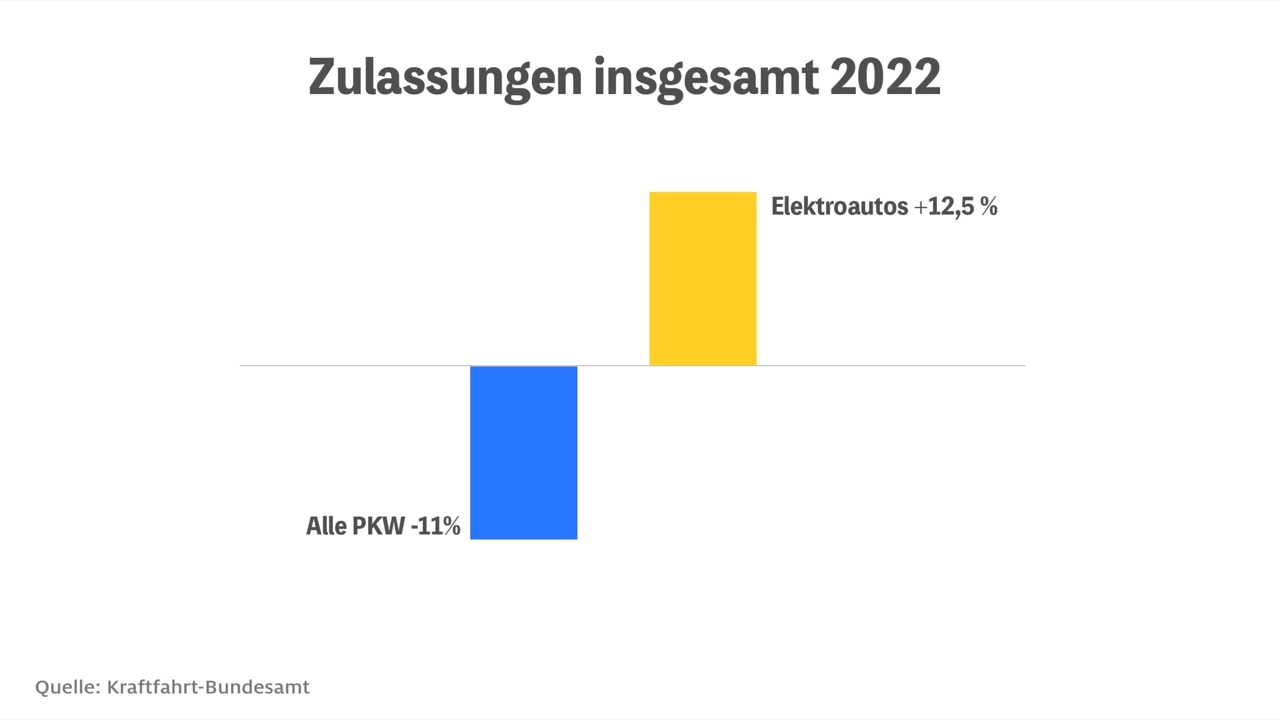 Zulassungen insgesamt 2022
Elektroautos +12,5 %
Alle PKW -11%
Quelle: Kraftfahrt-Bundesamt